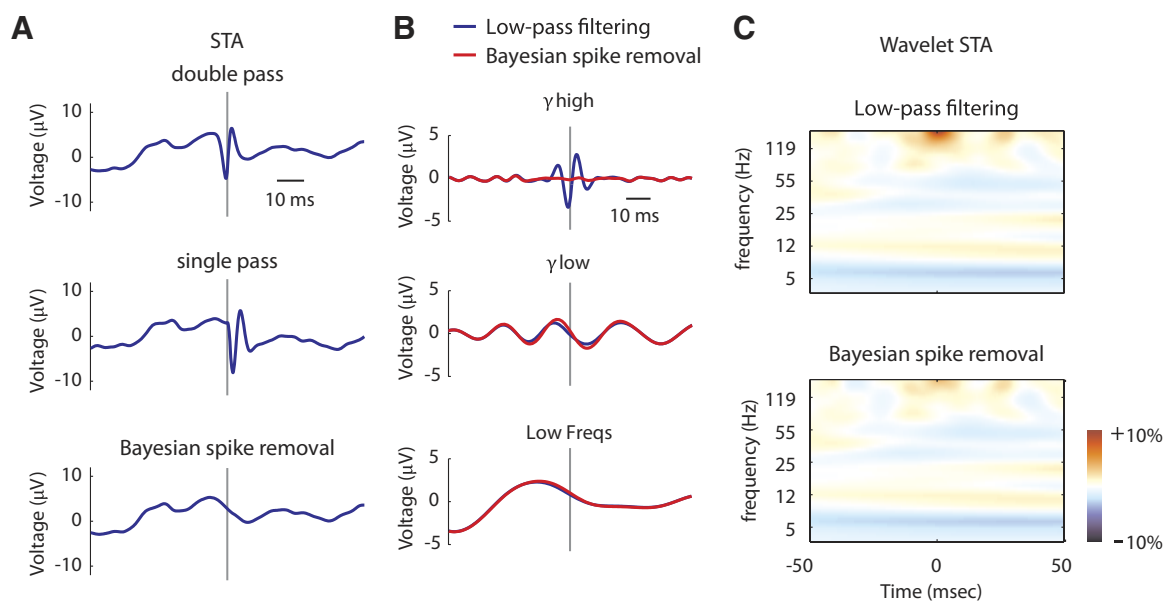 A
STA
double pass
Voltage (μV)
10
0
-10
10 ms
single pass
Voltage (μV)
10
0
-10
Bayesian spike removal
Voltage (μV)
10
0
-10
B
Low-pass filtering
Bayesian spike removal
γ high
Voltage (μV)
5
0
-5
10 ms
γ low
Voltage (μV)
5
0
-5
Low Freqs
Voltage (μV)
5
0
-5
C
Wavelet STA
Low-pass filtering
frequency (Hz)
119
55
25
12
5
Bayesian spike removal
frequency (Hz)
119
55
25
12
5
-50
0
50
Time (msec)
+10%
-10%